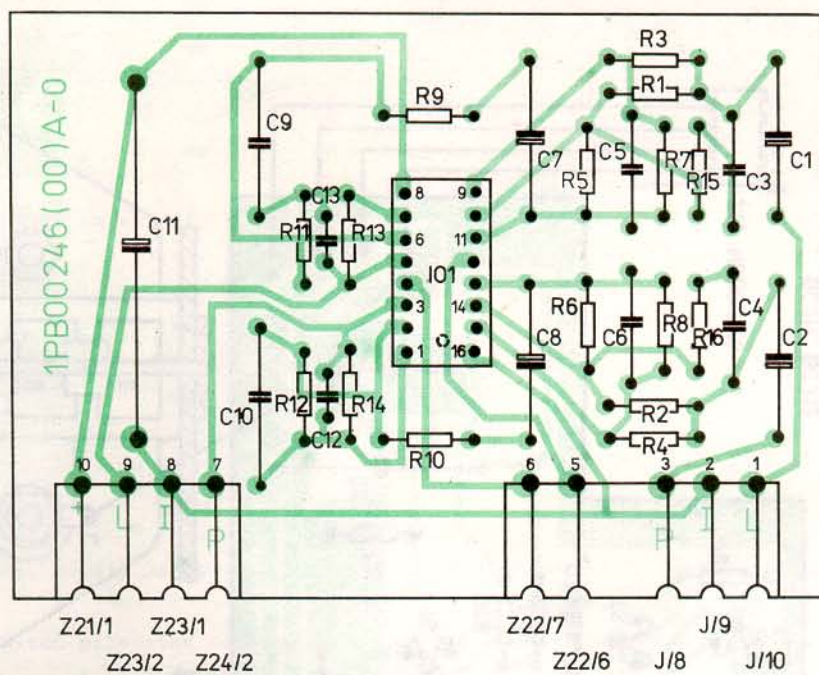 1PB00246(00)A-0
R3
R1
R9
C9
C7
C5
R5
R7
R15
C3
C1
C13
R11
R13
C11
8 9
6 11
IO1
3 14
1 16
R6
C6
R8
R16
C4
C2
C8
C10
R12
C12
R14
R10
R2
R4
10 9 8 7 6 5 3 2 1
+ L I P P I L
Z21/1 Z23/1 Z22/7 J/9
Z23/2 Z24/2 Z22/6 J/8 J/10